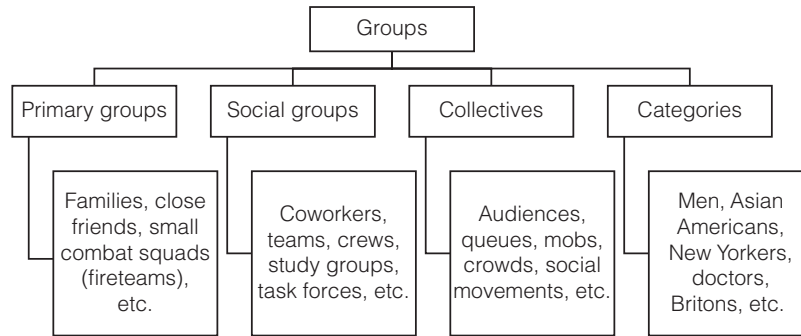 Groups
Primary groups
Social groups
Collectives
Categories
Families, close
friends, small
combat squads
(fireteams),
etc.
Coworkers,
teams, crews,
study groups,
task forces, etc.
Audiences,
queues, mobs,
crowds, social
movements, etc.
Men, Asian
Americans,
New Yorkers,
doctors,
Britons, etc.